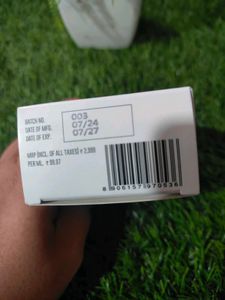 BATCH NO. 003
DATE OF MFG. 07/24
DATE OF EXP. 07/27
MRP (INCL. OF ALL TAXES) ₹ 2,999
PER ML. ₹ 99.97
8906157970636